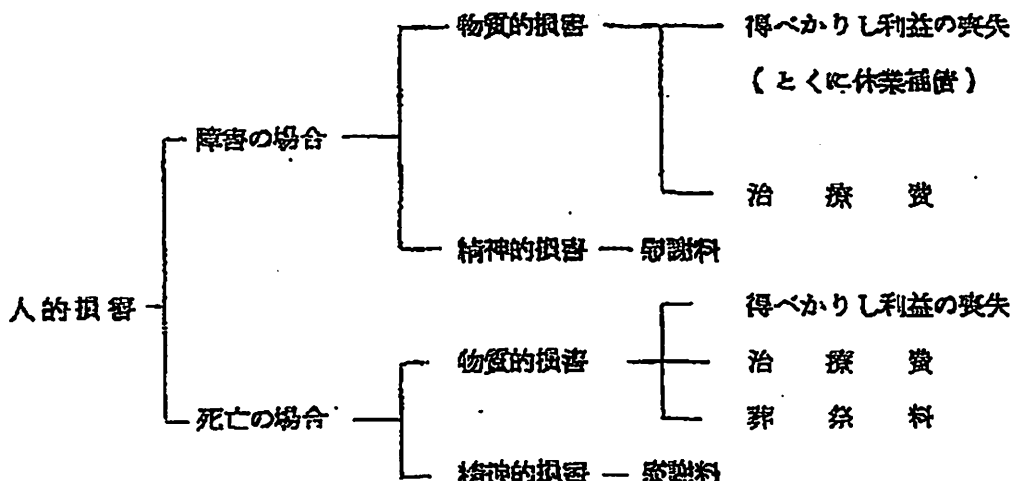 物質的損害 得べかりし利益の喪失
(とくに休業補償)
障害の場合
治療費
精神的損害 慰謝料
人的損害
得べかりし利益の喪失
物質的損害 治療費
死亡の場合 葬祭料
精神的損害 慰謝料